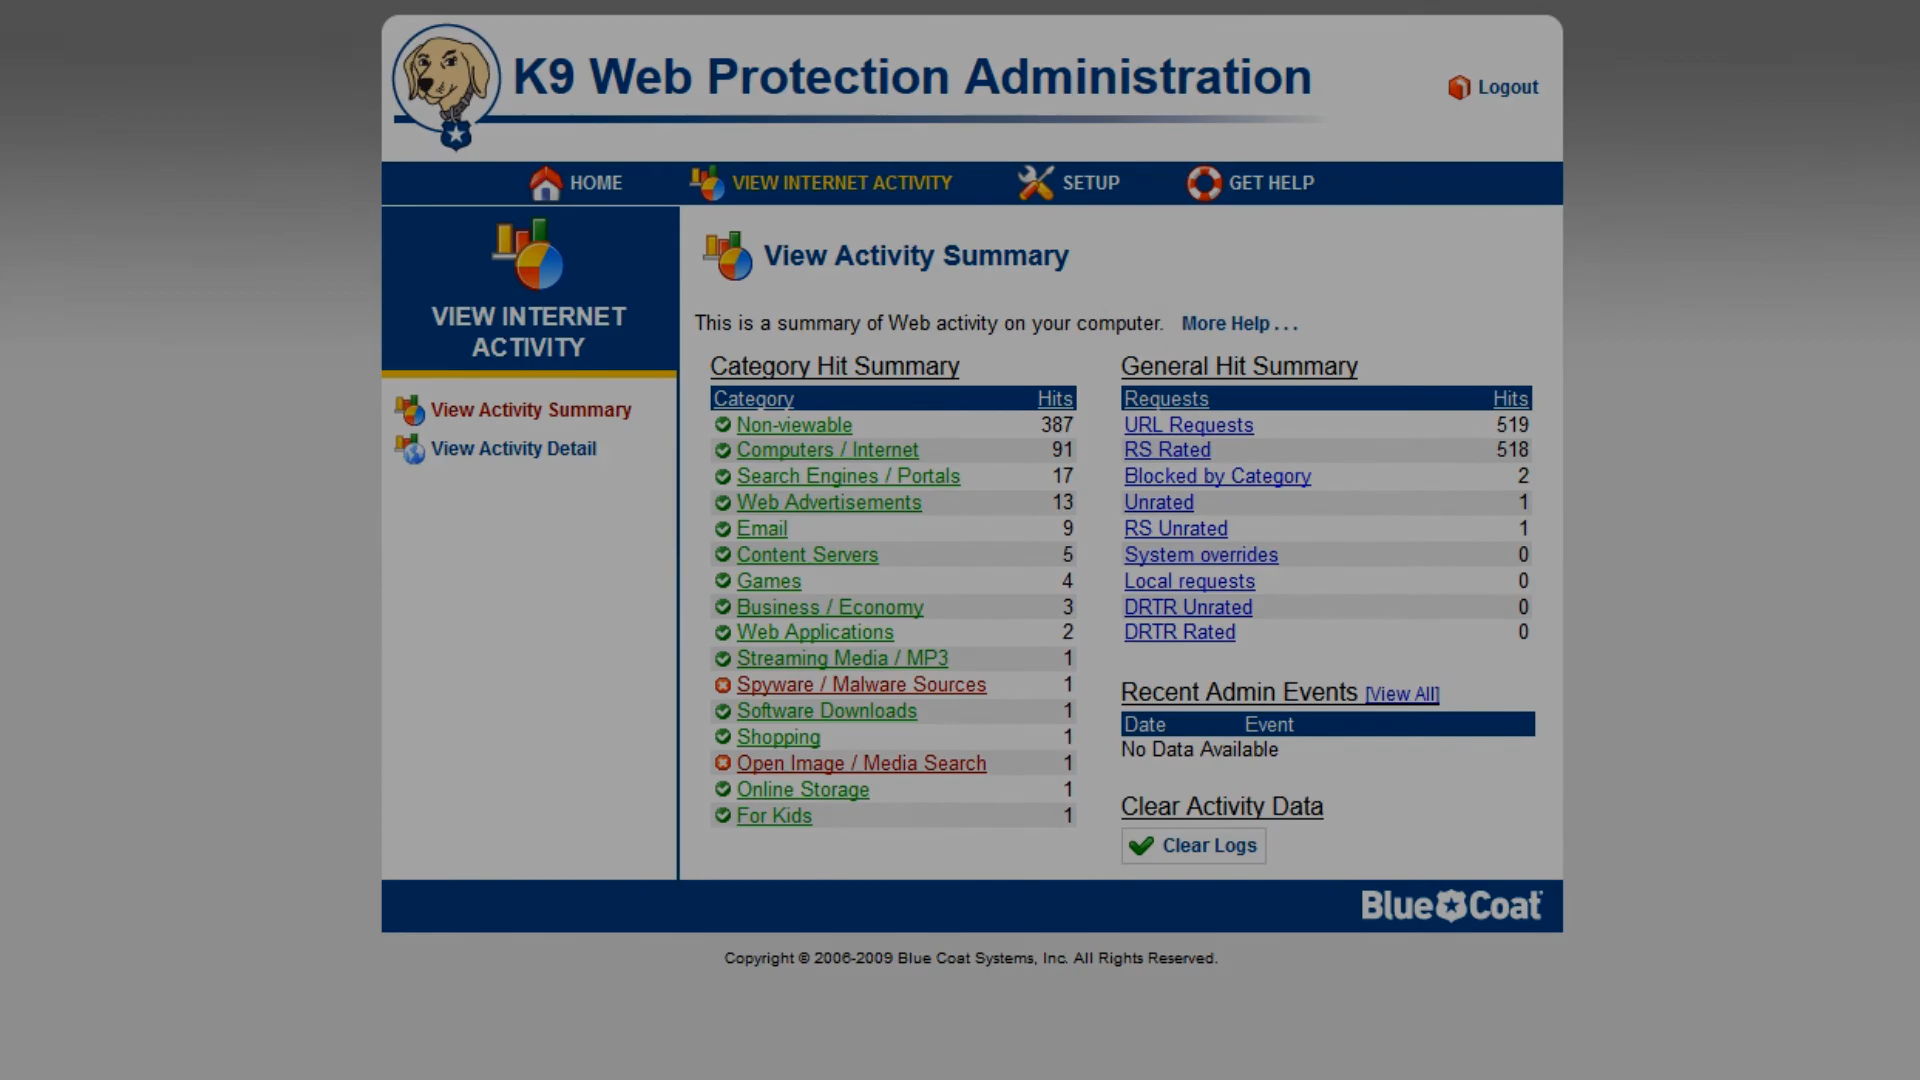 K9 Web Protection Administration
Logout
HOME
VIEW INTERNET ACTIVITY
SETUP
GET HELP
VIEW INTERNET
ACTIVITY
View Activity Summary
View Activity Detail
View Activity Summary
This is a summary of Web activity on your computer. More Help . . .
Category Hit Summary
Category Hits
Non-viewable 387
Computers / Internet 91
Search Engines / Portals 17
Web Advertisements 13
Email 9
Content Servers 5
Games 4
Business / Economy 3
Web Applications 2
Streaming Media / MP3 1
Spyware / Malware Sources 1
Software Downloads 1
Shopping 1
Open Image / Media Search 1
Online Storage 1
For Kids 1
General Hit Summary
Requests Hits
URL Requests 519
RS Rated 518
Blocked by Category 2
Unrated 1
RS Unrated 1
System overrides 0
Local requests 0
DRTR Unrated 0
DRTR Rated 0
Recent Admin Events [View All]
Date Event
No Data Available
Clear Activity Data
Clear Logs
Blue Coat
Copyright © 2006-2009 Blue Coat Systems, Inc. All Rights Reserved.